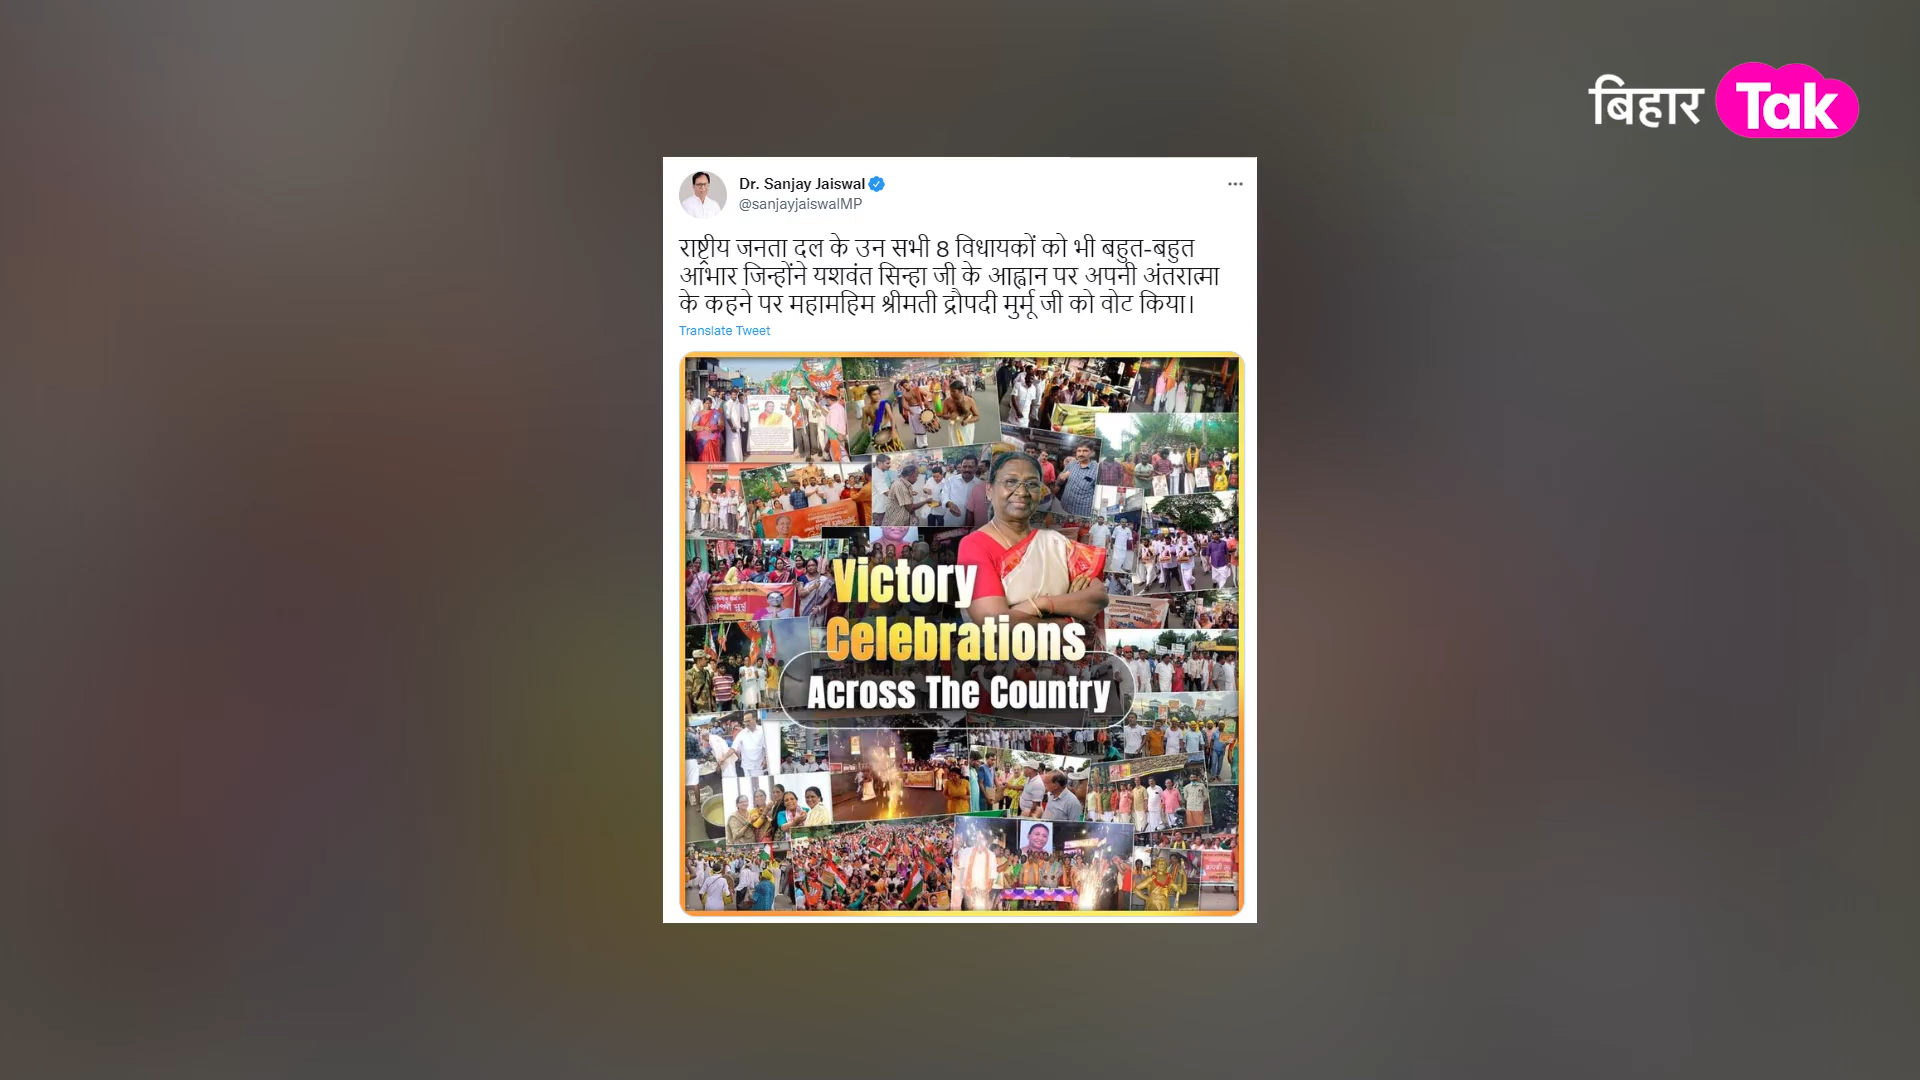 बिहार Tak
Dr. Sanjay Jaiswal
@sanjayjaiswalMP
राष्ट्रीय जनता दल के उन सभी 8 विधायकों को भी बहुत-बहुत
आभार जिन्होंने यशवंत सिन्हा जी के आह्वान पर अपनी अंतरात्मा
के कहने पर महामहिम श्रीमती द्रौपदी मुर्मू जी को वोट किया।
Translate Tweet
Victory
Celebrations
Across The Country